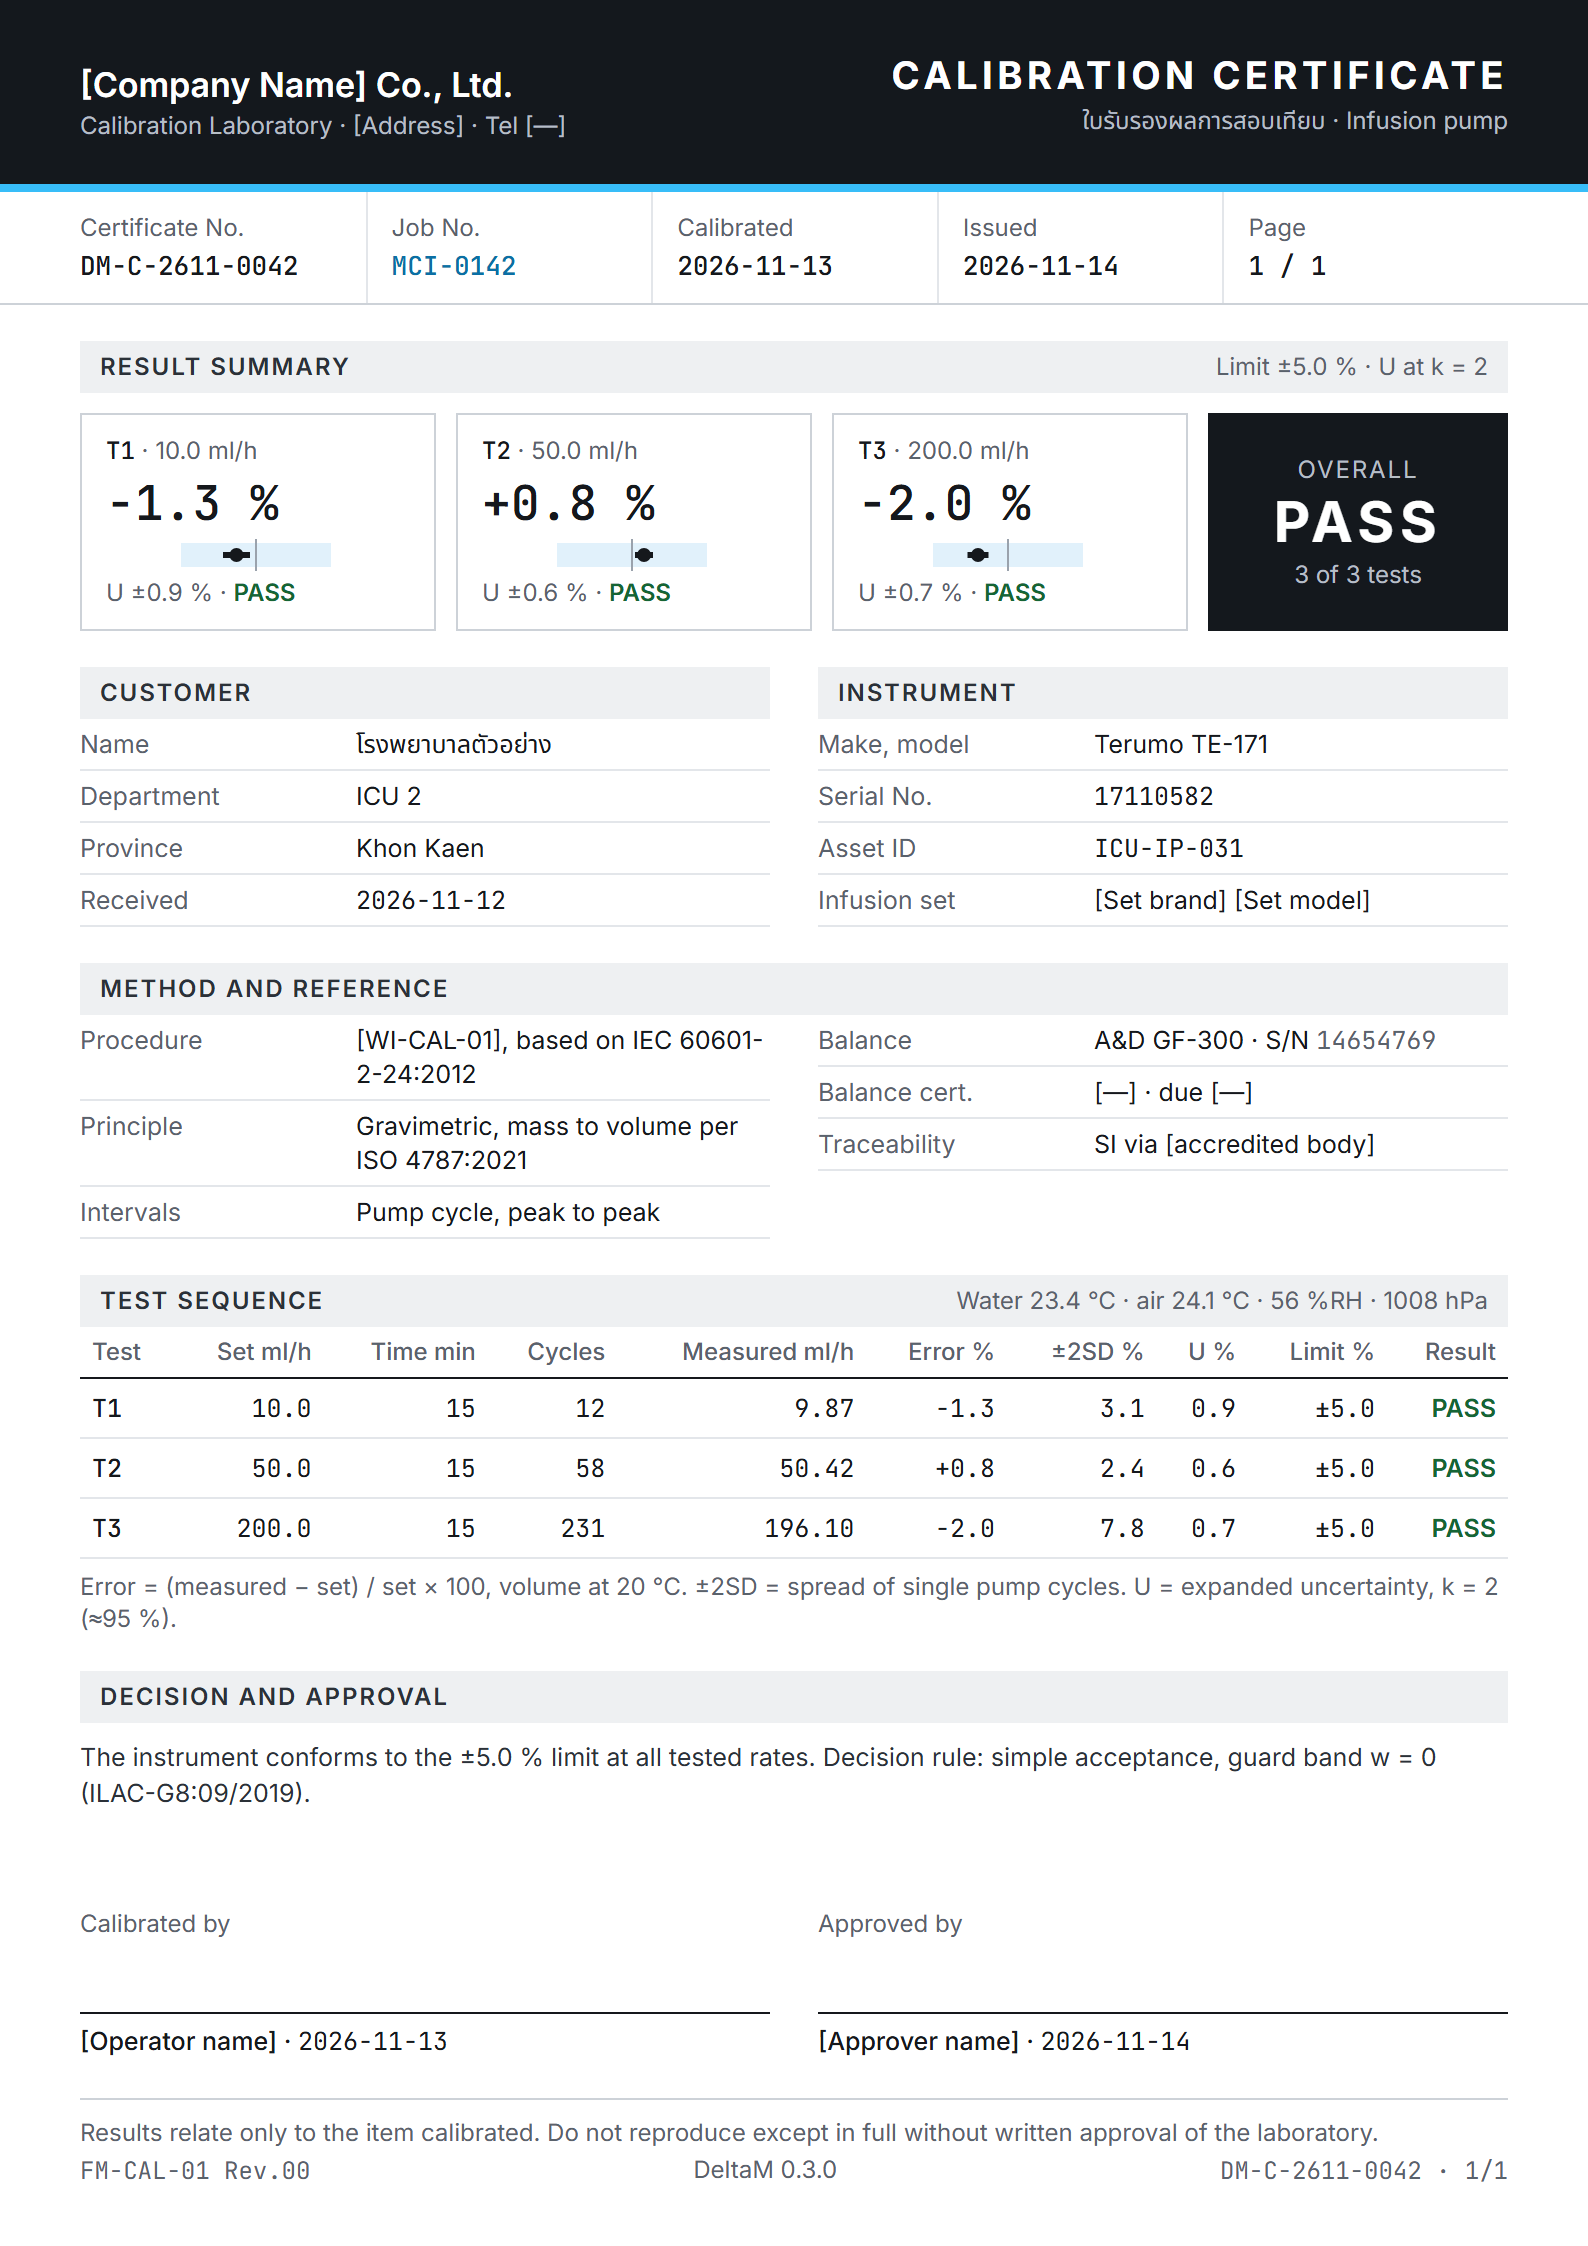 [Company Name] Co., Ltd.
Calibration Laboratory · [Address] · Tel [—]
CALIBRATION CERTIFICATE
ใบรับรองผลการสอบเทียบ · Infusion pump
Certificate No.
DM-C-2611-0042
Job No.
MCI-0142
Calibrated
2026-11-13
Issued
2026-11-14
Page
1 / 1
RESULT SUMMARY
Limit ±5.0 % · U at k = 2
T1 · 10.0 ml/h
-1.3 %
U ±0.9 % · PASS
T2 · 50.0 ml/h
+0.8 %
U ±0.6 % · PASS
T3 · 200.0 ml/h
-2.0 %
U ±0.7 % · PASS
OVERALL
PASS
3 of 3 tests
CUSTOMER
Name โรงพยาบาลตัวอย่าง
Department ICU 2
Province Khon Kaen
Received 2026-11-12
INSTRUMENT
Make, model Terumo TE-171
Serial No. 17110582
Asset ID ICU-IP-031
Infusion set [Set brand] [Set model]
METHOD AND REFERENCE
Procedure [WI-CAL-01], based on IEC 60601-
2-24:2012
Principle Gravimetric, mass to volume per
ISO 4787:2021
Intervals Pump cycle, peak to peak
Balance A&D GF-300 · S/N 14654769
Balance cert. [—] · due [—]
Traceability SI via [accredited body]
TEST SEQUENCE
Water 23.4 °C · air 24.1 °C · 56 %RH · 1008 hPa
Test Set ml/h Time min Cycles Measured ml/h Error % ±2SD % U % Limit % Result
T1 10.0 15 12 9.87 -1.3 3.1 0.9 ±5.0 PASS
T2 50.0 15 58 50.42 +0.8 2.4 0.6 ±5.0 PASS
T3 200.0 15 231 196.10 -2.0 7.8 0.7 ±5.0 PASS
Error = (measured − set) / set × 100, volume at 20 °C. ±2SD = spread of single pump cycles. U = expanded uncertainty, k = 2
(≈95 %).
DECISION AND APPROVAL
The instrument conforms to the ±5.0 % limit at all tested rates. Decision rule: simple acceptance, guard band w = 0
(ILAC-G8:09/2019).
Calibrated by
[Operator name] · 2026-11-13
Approved by
[Approver name] · 2026-11-14
Results relate only to the item calibrated. Do not reproduce except in full without written approval of the laboratory.
FM-CAL-01 Rev.00 DeltaM 0.3.0 DM-C-2611-0042 · 1/1